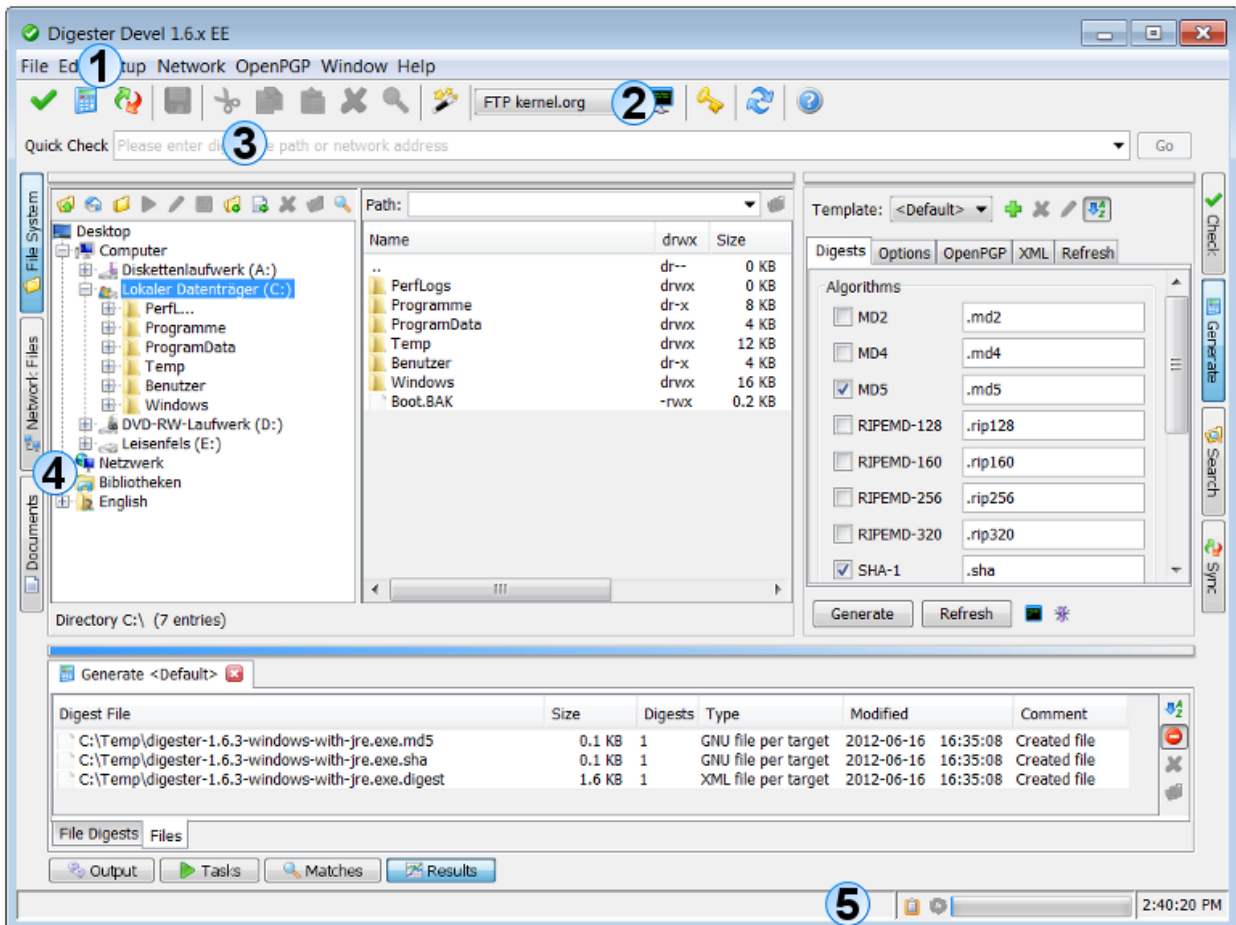 Digester Devel 1.6.x EE
File Ed 1 tup Network OpenPGP Window Help
FTP kernel.org 2
Quick Check Please enter dig 3 e path or network address Go
File System
Network Files
Documents
4
Desktop
Computer
Diskettenlaufwerk (A:)
Lokaler Datenträger (C:)
PerfL...
Programme
ProgramData
Temp
Benutzer
Windows
DVD-RW-Laufwerk (D:)
Leisenfels (E:)
Netzwerk
Bibliotheken
English
Directory C:\ (7 entries)
Path:
Name drwx Size
.. dr-- 0 KB
PerfLogs drwx 0 KB
Programme dr-x 8 KB
ProgramData drwx 4 KB
Temp drwx 12 KB
Benutzer dr-x 4 KB
Windows drwx 16 KB
Boot.BAK -rwx 0.2 KB
Template: <Default>
Digests Options OpenPGP XML Refresh
Algorithms
MD2 .md2
MD4 .md4
MD5 .md5
RIPEMD-128 .rip128
RIPEMD-160 .rip160
RIPEMD-256 .rip256
RIPEMD-320 .rip320
SHA-1 .sha
Generate Refresh
Check
Generate
Search
Sync
Generate <Default>
Digest File Size Digests Type Modified Comment
C:\Temp\digester-1.6.3-windows-with-jre.exe.md5 0.1 KB 1 GNU file per target 2012-06-16 16:35:08 Created file
C:\Temp\digester-1.6.3-windows-with-jre.exe.sha 0.1 KB 1 GNU file per target 2012-06-16 16:35:08 Created file
C:\Temp\digester-1.6.3-windows-with-jre.exe.digest 1.6 KB 1 XML file per target 2012-06-16 16:35:08 Created file
File Digests Files
Output Tasks Matches Results
5 2:40:20 PM